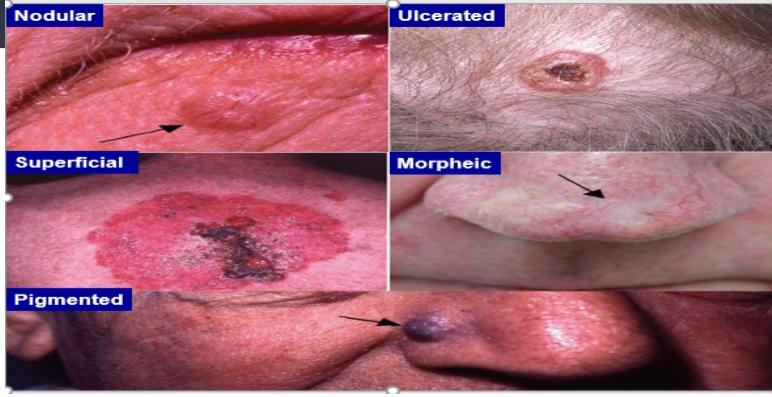 Nodular
Ulcerated
Superficial
Morpheic
Pigmented